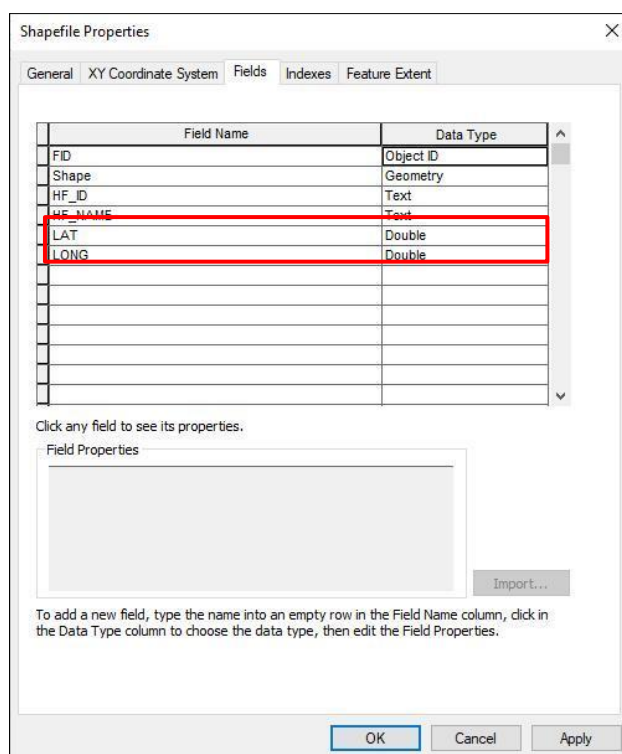 Shapefile Properties
General XY Coordinate System Fields Indexes Feature Extent
Field Name Data Type
FID Object ID
Shape Geometry
HF_ID Text
HF_NAME Text
LAT Double
LONG Double
Click any field to see its properties.
Field Properties
Import...
To add a new field, type the name into an empty row in the Field Name column, click in
the Data Type column to choose the data type, then edit the Field Properties.
OK Cancel Apply